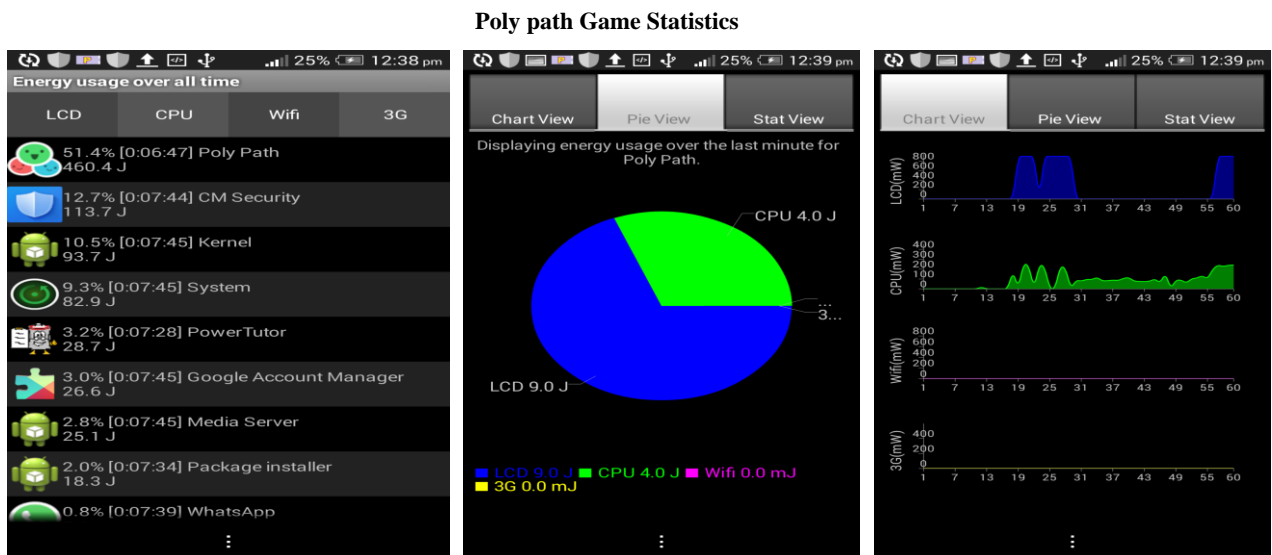 Poly path Game Statistics
25% 12:38 pm
Energy usage over all time
LCD CPU Wifi 3G
51.4% [0:06:47] Poly Path
460.4 J
12.7% [0:07:44] CM Security
113.7 J
10.5% [0:07:45] Kernel
93.7 J
9.3% [0:07:45] System
82.9 J
3.2% [0:07:28] PowerTutor
28.7 J
3.0% [0:07:45] Google Account Manager
26.6 J
2.8% [0:07:45] Media Server
25.1 J
2.0% [0:07:34] Package installer
18.3 J
0.8% [0:07:39] WhatsApp
25% 12:39 pm
Chart View Pie View Stat View
Displaying energy usage over the last minute for
Poly Path.
CPU 4.0 J
...
3...
LCD 9.0 J
LCD 9.0 J CPU 4.0 J Wifi 0.0 mJ
3G 0.0 mJ
25% 12:39 pm
Chart View Pie View Stat View
LCD(mW)
800
600
400
200
0
1 7 13 19 25 31 37 43 49 55 60
CPU(mW)
400
300
200
100
0
1 7 13 19 25 31 37 43 49 55 60
Wifi(mW)
800
600
400
200
0
1 7 13 19 25 31 37 43 49 55 60
3G(mW)
400
200
0
1 7 13 19 25 31 37 43 49 55 60